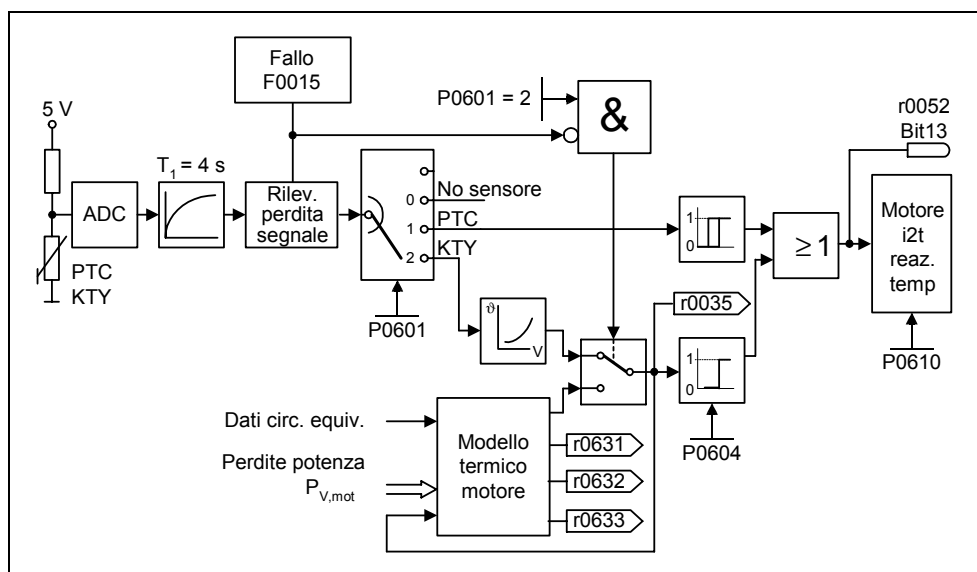 Fallo
F0015
P0601 = 2
&
r0052
Bit13
5 V
T1 = 4 s
ADC
Rilev.
perdita
segnale
0
No sensore
1
PTC
2
KTY
PTC
KTY
P0601
1
0
≥1
Motore
i2t
reaz.
temp
P0610
ϑ
V
r0035
1
0
P0604
Dati circ. equiv.
Perdite potenza
PV,mot
Modello
termico
motore
r0631
r0632
r0633